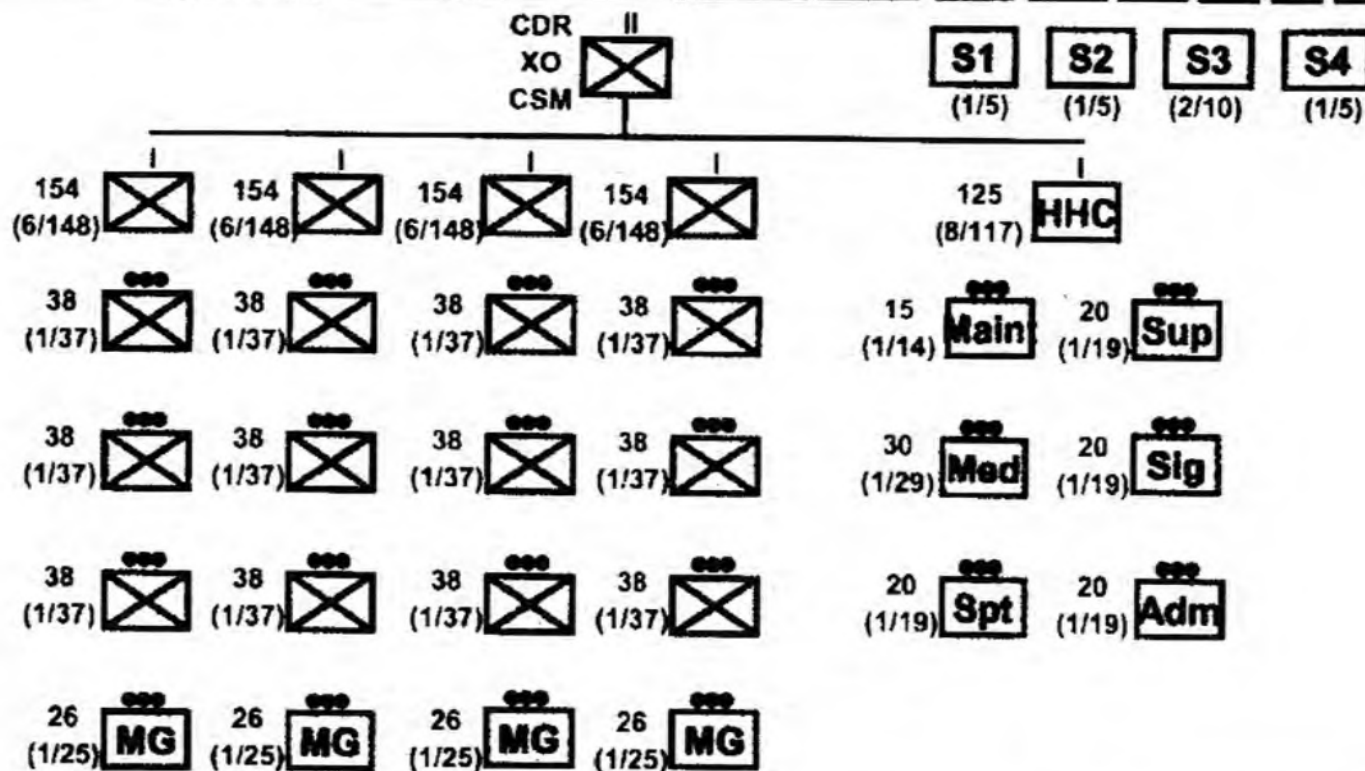 CDR II
XO
CSM
S1 S2 S3 S4
(1/5) (1/5) (2/10) (1/5)
I I I I I
154 154 154 154 125 HHC
(6/148) (6/148) (6/148) (6/148) (8/117)
38 38 38 38 15 Main 20 Sup
(1/37) (1/37) (1/37) (1/37) (1/14) (1/19)
38 38 38 38 30 Med 20 Sig
(1/37) (1/37) (1/37) (1/37) (1/29) (1/19)
38 38 38 38 20 Spt 20 Adm
(1/37) (1/37) (1/37) (1/37) (1/19) (1/19)
26 MG 26 MG 26 MG 26 MG
(1/25) (1/25) (1/25) (1/25)